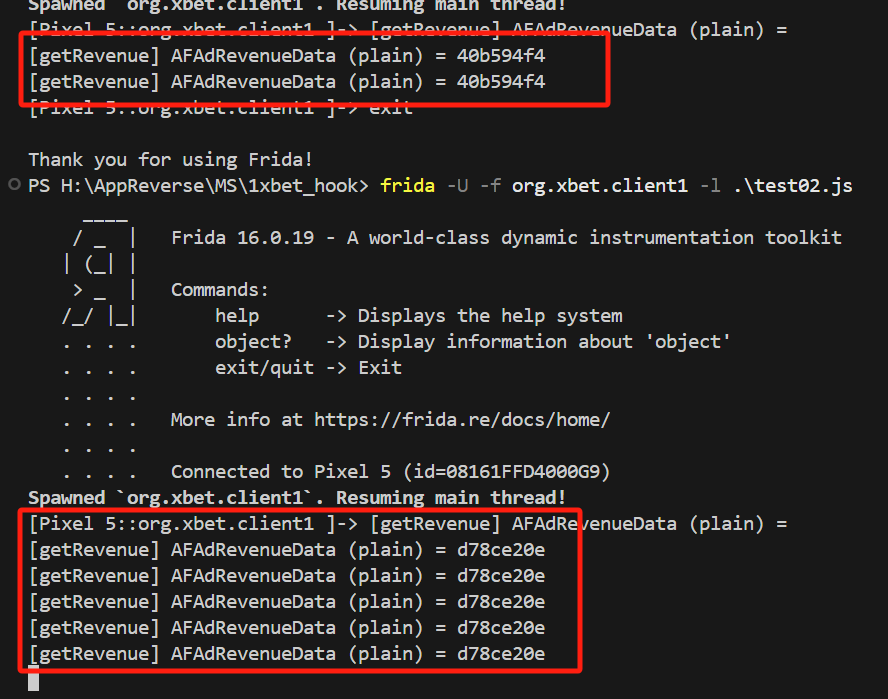 Spawned `org.xbet.client1`. Resuming main thread!
[Pixel 5::org.xbet.client1 ]-> [getRevenue] AFAdRevenueData (plain) =
[getRevenue] AFAdRevenueData (plain) = 40b594f4
[getRevenue] AFAdRevenueData (plain) = 40b594f4
[Pixel 5::org.xbet.client1 ]-> exit
Thank you for using Frida!
PS H:\AppReverse\MS\1xbet_hook> frida -U -f org.xbet.client1 -l .\test02.js
____
/ _  |   Frida 16.0.19 - A world-class dynamic instrumentation toolkit
| (_| |
> _  |   Commands:
/_/ |_|       help      -> Displays the help system
. . . .       object?   -> Display information about 'object'
. . . .       exit/quit -> Exit
. . . .
. . . .   More info at https://frida.re/docs/home/
. . . .
. . . .   Connected to Pixel 5 (id=08161FFD4000G9)
Spawned `org.xbet.client1`. Resuming main thread!
[Pixel 5::org.xbet.client1 ]-> [getRevenue] AFAdRevenueData (plain) =
[getRevenue] AFAdRevenueData (plain) = d78ce20e
[getRevenue] AFAdRevenueData (plain) = d78ce20e
[getRevenue] AFAdRevenueData (plain) = d78ce20e
[getRevenue] AFAdRevenueData (plain) = d78ce20e
[getRevenue] AFAdRevenueData (plain) = d78ce20e